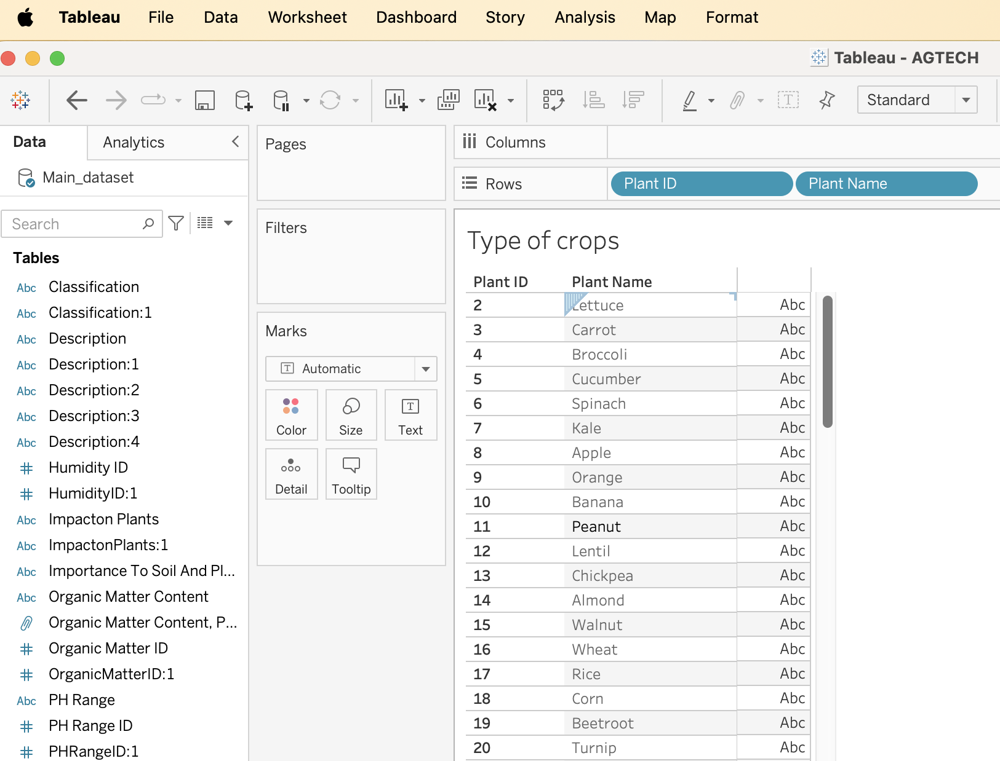 Tableau File Data Worksheet Dashboard Story Analysis Map Format
Tableau - AGTECH
Standard
Data Analytics
Main_dataset
Search
Tables
Abc Classification
Abc Classification:1
Abc Description
Abc Description:1
Abc Description:2
Abc Description:3
Abc Description:4
# Humidity ID
# HumidityID:1
Abc Impacton Plants
Abc ImpactonPlants:1
Abc Importance To Soil And Pl...
Abc Organic Matter Content
Organic Matter Content, P...
# Organic Matter ID
# OrganicMatterID:1
Abc PH Range
# PH Range ID
# PHRangeID:1
Pages
Filters
Marks
T Automatic
Color Size Text
Detail Tooltip
Columns
Rows Plant ID Plant Name
Type of crops
Plant ID Plant Name
2 Lettuce Abc
3 Carrot Abc
4 Broccoli Abc
5 Cucumber Abc
6 Spinach Abc
7 Kale Abc
8 Apple Abc
9 Orange Abc
10 Banana Abc
11 Peanut Abc
12 Lentil Abc
13 Chickpea Abc
14 Almond Abc
15 Walnut Abc
16 Wheat Abc
17 Rice Abc
18 Corn Abc
19 Beetroot Abc
20 Turnip Abc